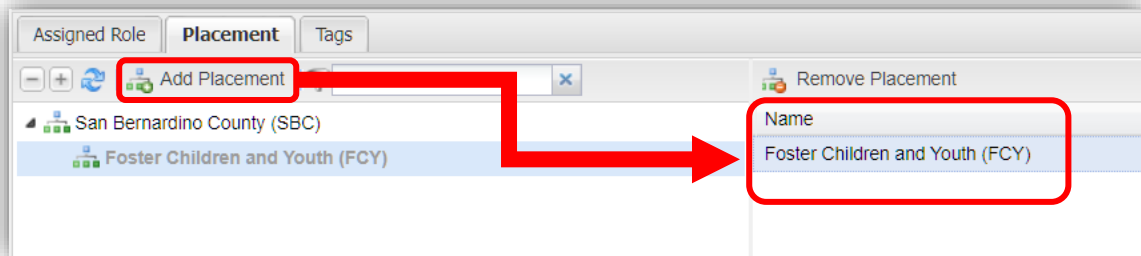 Assigned Role Placement Tags
Add Placement Remove Placement
San Bernardino County (SBC) Name
Foster Children and Youth (FCY) Foster Children and Youth (FCY)